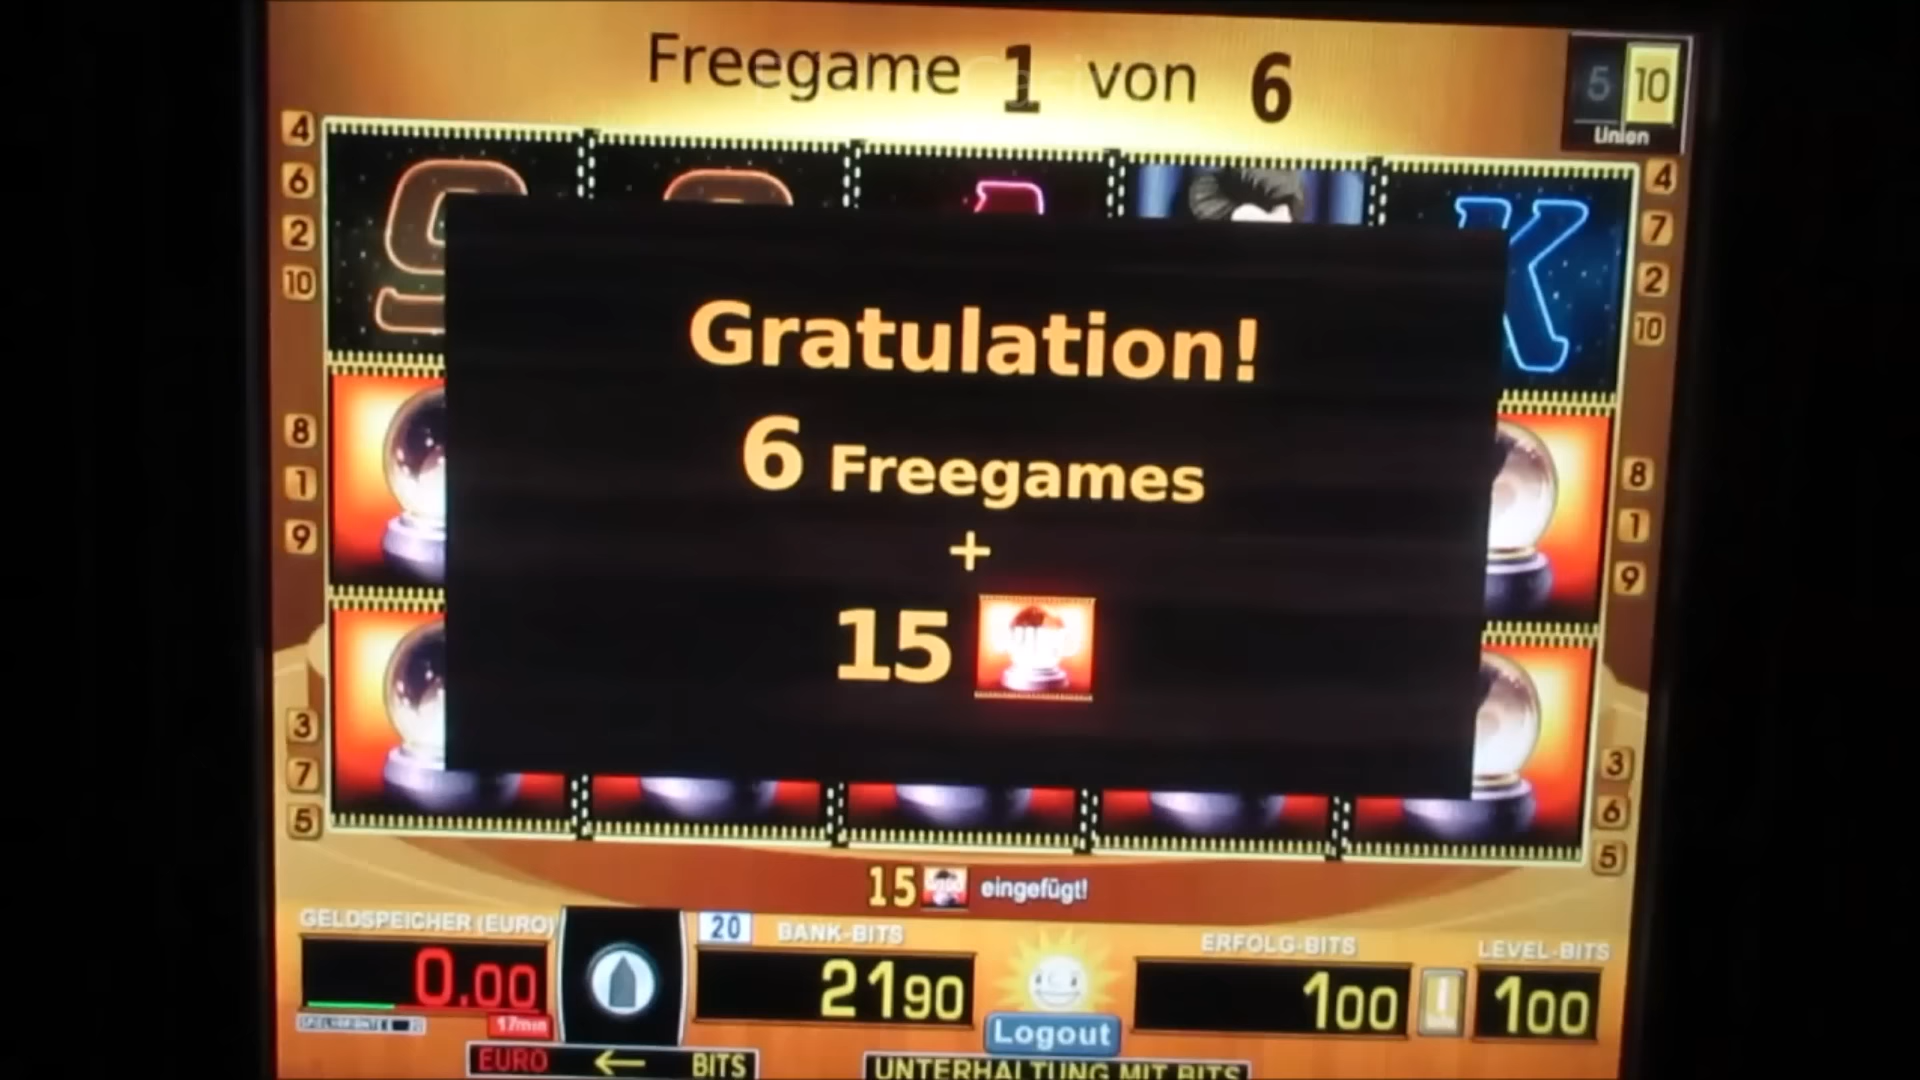 Freegame 1 von 6
5 10
Linien
4
6
2
10
8
1
9
3
7
5
4
7
2
10
8
1
9
3
6
5
9
K
Gratulation!
6 Freegames
+
15
15 eingefügt!
GELDSPEICHER (EURO)
0.00
17min
20 BANK-BITS
2190
Logout
ERFOLG-BITS
100
LEVEL-BITS
100
EURO ← BITS
UNTERHALTUNG MIT BITS